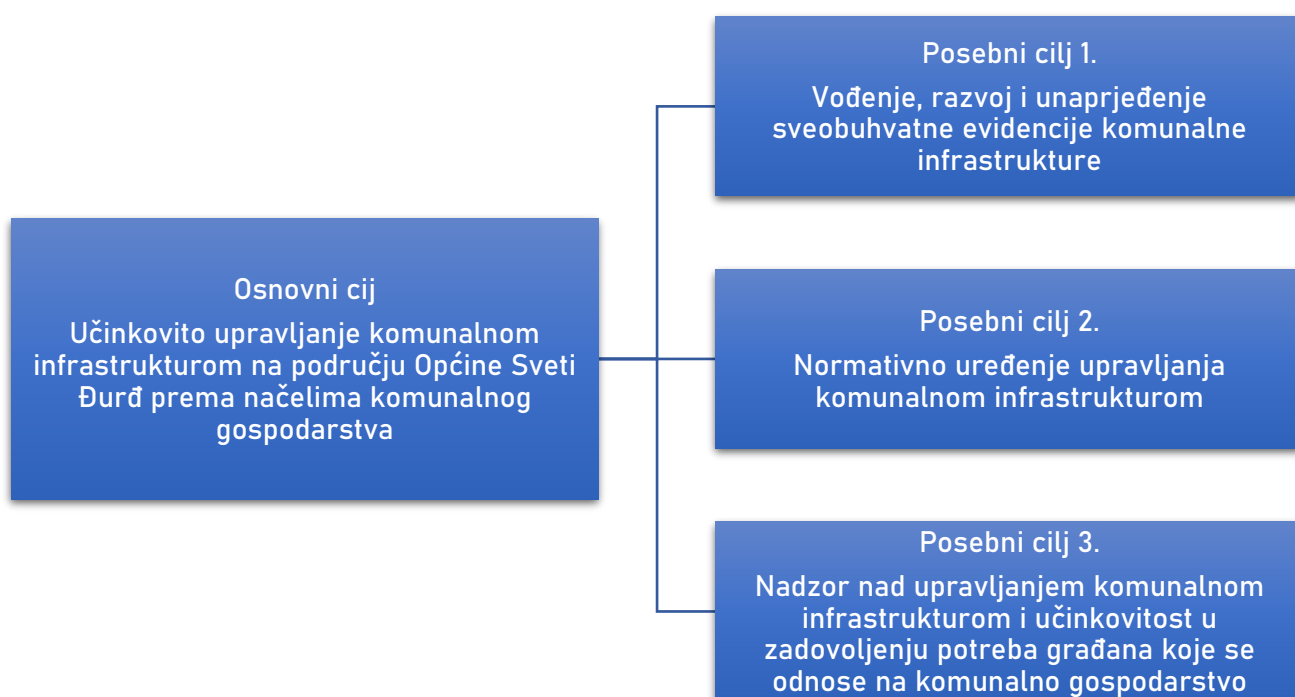 Osnovni cij
Učinkovito upravljanje komunalnom
infrastrukturom na području Općine Sveti
Đurđ prema načelima komunalnog
gospodarstva
Posebni cilj 1.
Vođenje, razvoj i unaprjeđenje
sveobuhvatne evidencije komunalne
infrastrukture
Posebni cilj 2.
Normativno uređenje upravljanja
komunalnom infrastrukturom
Posebni cilj 3.
Nadzor nad upravljanjem komunalnom
infrastrukturom i učinkovitost u
zadovoljenju potreba građana koje se
odnose na komunalno gospodarstvo